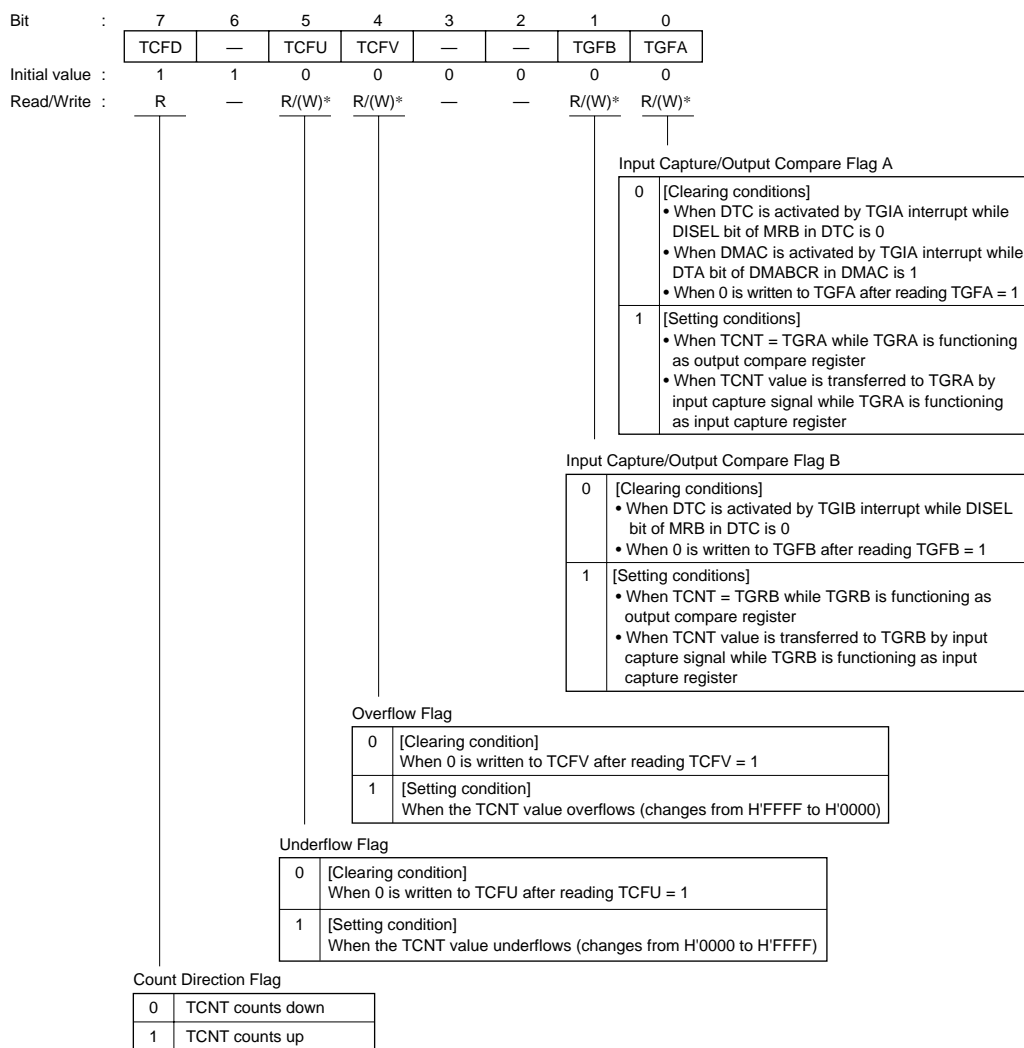 Bit : 7 6 5 4 3 2 1 0
TCFD — TCFU TCFV — — TGFB TGFA
Initial value : 1 1 0 0 0 0 0 0
Read/Write : R — R/(W)* R/(W)* — — R/(W)* R/(W)*
Input Capture/Output Compare Flag A
0 [Clearing conditions]
• When DTC is activated by TGIA interrupt while
DISEL bit of MRB in DTC is 0
• When DMAC is activated by TGIA interrupt while
DTA bit of DMABCR in DMAC is 1
• When 0 is written to TGFA after reading TGFA = 1
1 [Setting conditions]
• When TCNT = TGRA while TGRA is functioning
as output compare register
• When TCNT value is transferred to TGRA by
input capture signal while TGRA is functioning
as input capture register
Input Capture/Output Compare Flag B
0 [Clearing conditions]
• When DTC is activated by TGIB interrupt while DISEL
bit of MRB in DTC is 0
• When 0 is written to TGFB after reading TGFB = 1
1 [Setting conditions]
• When TCNT = TGRB while TGRB is functioning as
output compare register
• When TCNT value is transferred to TGRB by input
capture signal while TGRB is functioning as input
capture register
Overflow Flag
0 [Clearing condition]
When 0 is written to TCFV after reading TCFV = 1
1 [Setting condition]
When the TCNT value overflows (changes from H'FFFF to H'0000)
Underflow Flag
0 [Clearing condition]
When 0 is written to TCFU after reading TCFU = 1
1 [Setting condition]
When the TCNT value underflows (changes from H'0000 to H'FFFF)
Count Direction Flag
0 TCNT counts down
1 TCNT counts up